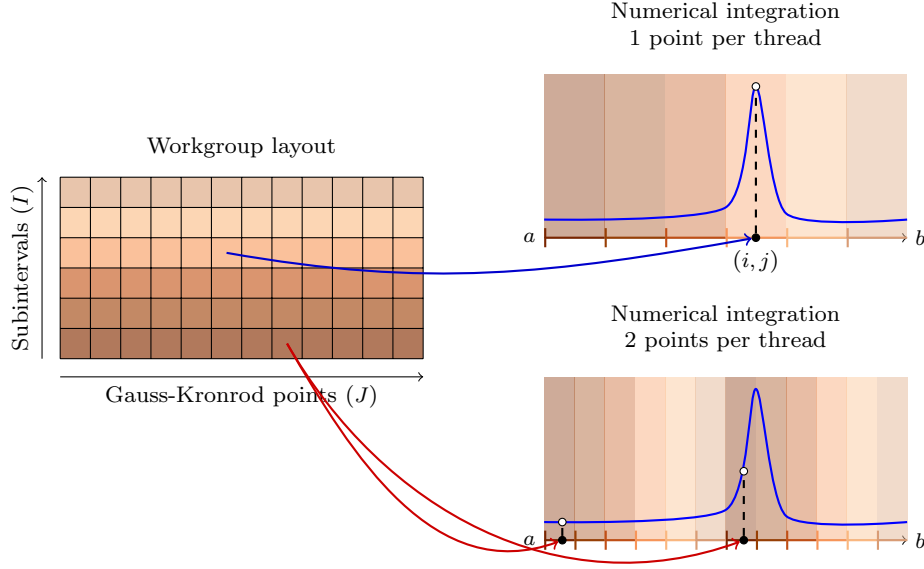 Numerical integration
1 point per thread
Workgroup layout
Subintervals (I)
a
b
(i, j)
Numerical integration
2 points per thread
Gauss-Kronrod points (J)
a
b